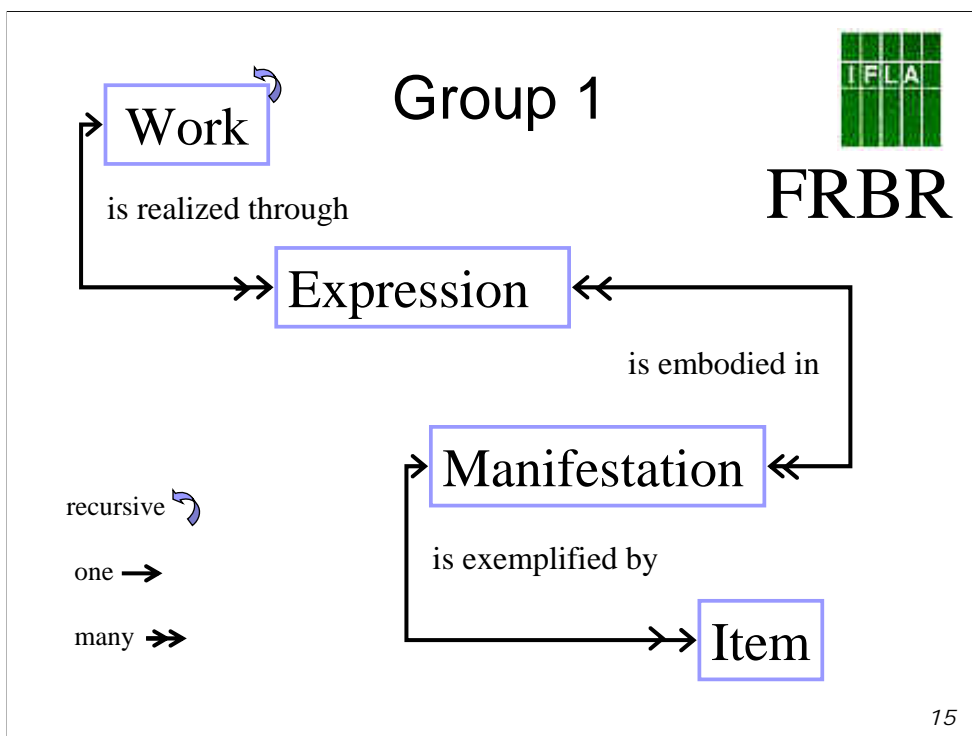 Group 1
IFLA
FRBR
Work
is realized through
Expression
is embodied in
Manifestation
is exemplified by
Item
recursive
one
many
15